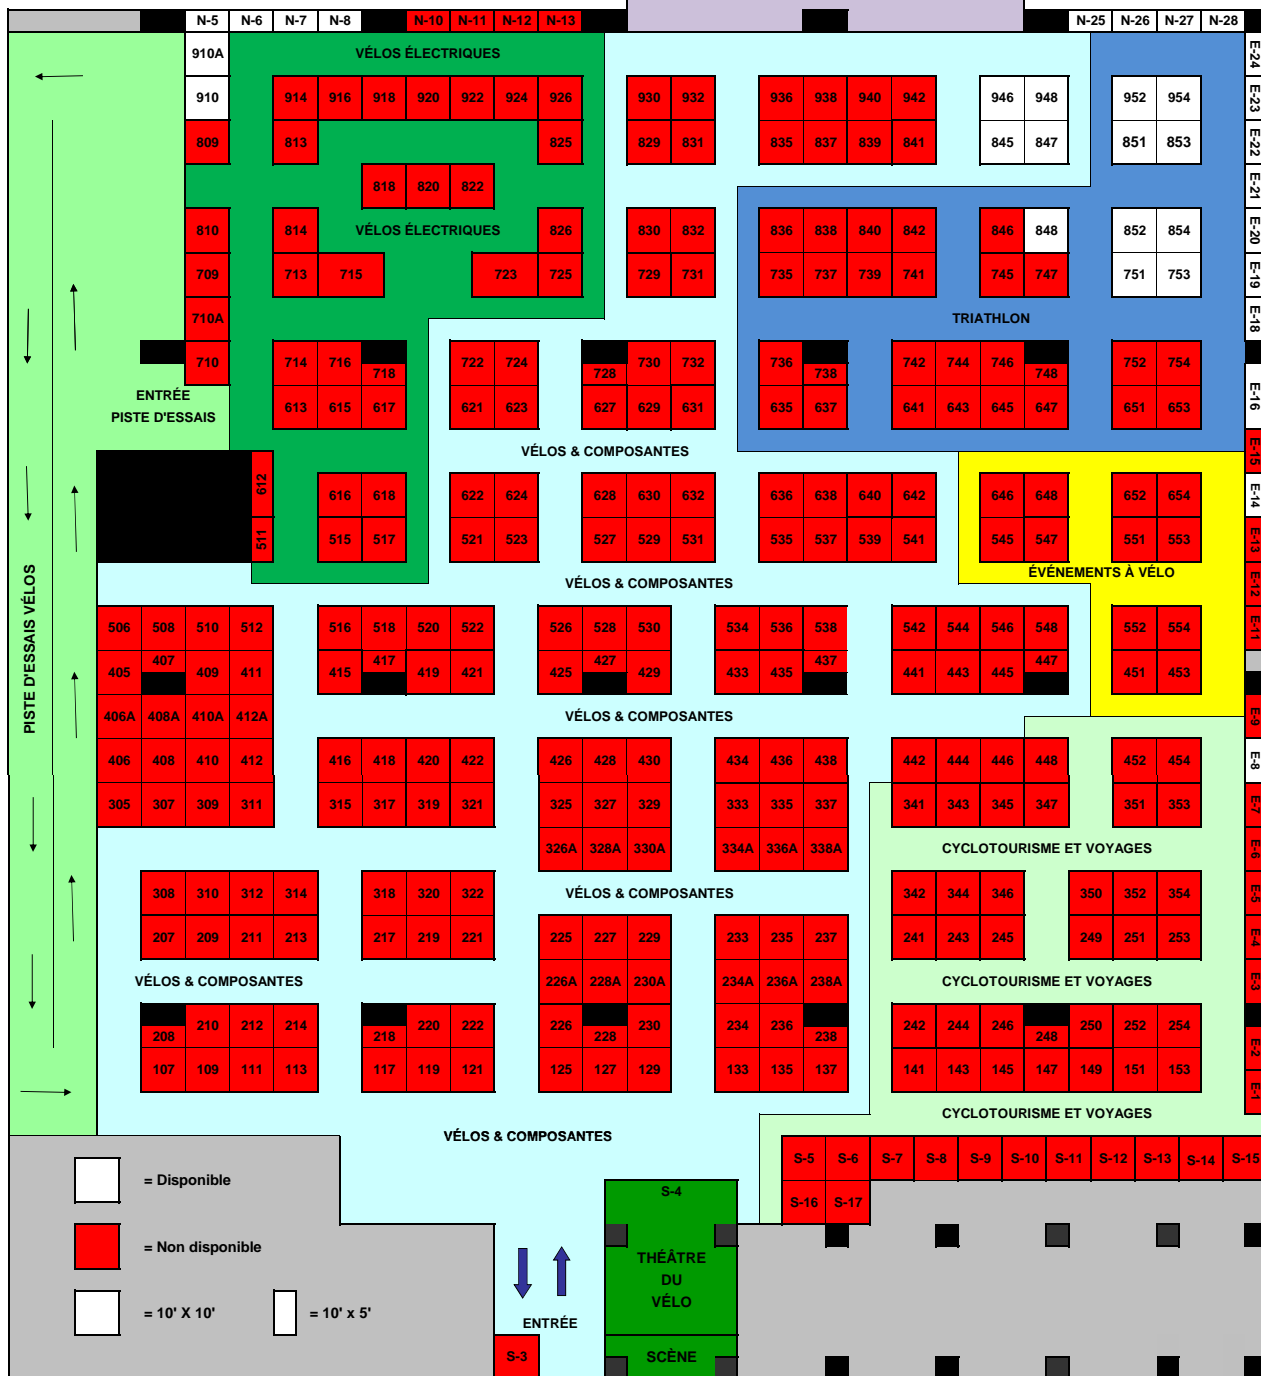 N-5 N-6 N-7 N-8 N-10 N-11 N-12 N-13 N-25 N-26 N-27 N-28
910A VÉLOS ÉLECTRIQUES E-24
910 914 916 918 920 922 924 926 930 932 936 938 940 942 946 948 952 954 E-23
809 813 825 829 831 835 837 839 841 845 847 851 853 E-22
818 820 822 E-21
810 814 VÉLOS ÉLECTRIQUES 826 830 832 836 838 840 842 846 848 852 854 E-20
709 713 715 723 725 729 731 735 737 739 741 745 747 751 753 E-19
710A TRIATHLON E-18
710 714 716 718 722 724 728 730 732 736 738 742 744 746 748 752 754
ENTRÉE
PISTE D'ESSAIS
613 615 617 621 623 627 629 631 635 637 641 643 645 647 651 653 E-16
VÉLOS & COMPOSANTES E-15
612 616 618 622 624 628 630 632 636 638 640 642 646 648 652 654 E-14
511 515 517 521 523 527 529 531 535 537 539 541 545 547 551 553 E-13
VÉLOS & COMPOSANTES ÉVÉNEMENTS À VÉLO E-12
PISTE D'ESSAIS VÉLOS
506 508 510 512 516 518 520 522 526 528 530 534 536 538 542 544 546 548 552 554 E-11
405 407 409 411 415 417 419 421 425 427 429 433 435 437 441 443 445 447 451 453
406A 408A 410A 412A VÉLOS & COMPOSANTES E-9
406 408 410 412 416 418 420 422 426 428 430 434 436 438 442 444 446 448 452 454 E-8
305 307 309 311 315 317 319 321 325 327 329 333 335 337 341 343 345 347 351 353 E-7
326A 328A 330A 334A 336A 338A CYCLOTOURISME ET VOYAGES E-6
308 310 312 314 318 320 322 VÉLOS & COMPOSANTES 342 344 346 350 352 354 E-5
207 209 211 213 217 219 221 225 227 229 233 235 237 241 243 245 249 251 253 E-4
VÉLOS & COMPOSANTES 226A 228A 230A 234A 236A 238A CYCLOTOURISME ET VOYAGES E-3
208 210 212 214 218 220 222 226 228 230 234 236 238 242 244 246 248 250 252 254 E-2
107 109 111 113 117 119 121 125 127 129 133 135 137 141 143 145 147 149 151 153 E-1
CYCLOTOURISME ET VOYAGES
VÉLOS & COMPOSANTES
S-5 S-6 S-7 S-8 S-9 S-10 S-11 S-12 S-13 S-14 S-15
= Disponible
S-4
S-16 S-17
= Non disponible
THÉÂTRE
DU
VÉLO
= 10' X 10' = 10' x 5'
ENTRÉE
S-3 SCÈNE